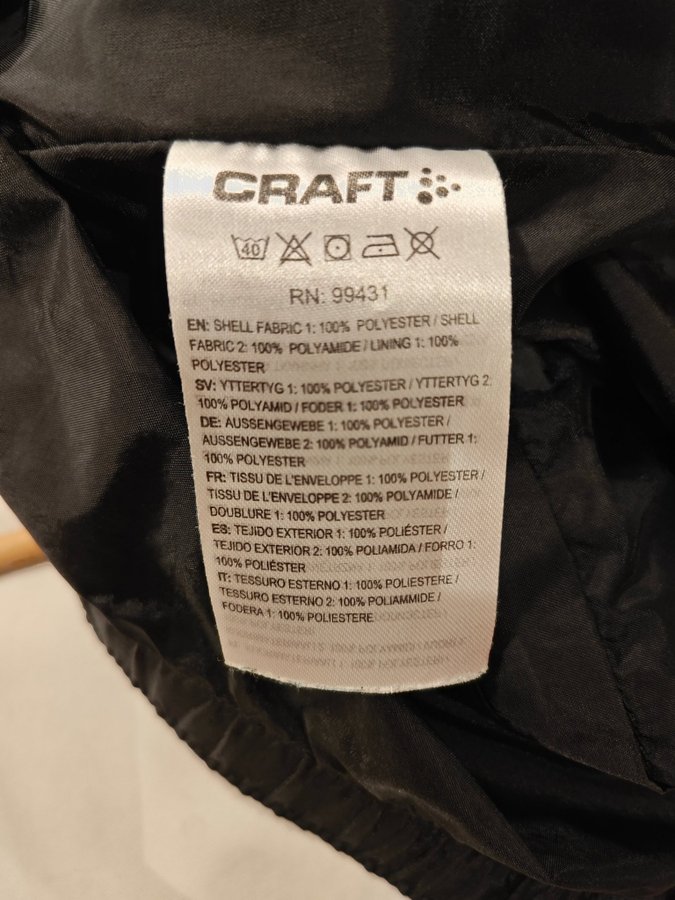 CRAFT
40
RN: 99431
EN: SHELL FABRIC 1: 100% POLYESTER / SHELL
FABRIC 2: 100% POLYAMIDE / LINING 1: 100%
POLYESTER
SV: YTTERTYG 1: 100% POLYESTER / YTTERTYG 2:
100% POLYAMID / FODER 1: 100% POLYESTER
DE: AUSSENGEWEBE 1: 100% POLYESTER /
AUSSENGEWEBE 2: 100% POLYAMID / FUTTER 1:
100% POLYESTER
FR: TISSU DE L'ENVELOPPE 1: 100% POLYESTER /
TISSU DE L'ENVELOPPE 2: 100% POLYAMIDE /
DOUBLURE 1: 100% POLYESTER
ES: TEJIDO EXTERIOR 1: 100% POLIÉSTER /
TEJIDO EXTERIOR 2: 100% POLIAMIDA / FORRO 1:
100% POLIÉSTER
IT: TESSURO ESTERNO 1: 100% POLIESTERE /
TESSURO ESTERNO 2: 100% POLIAMMIDE /
FODERA 1: 100% POLIESTERE